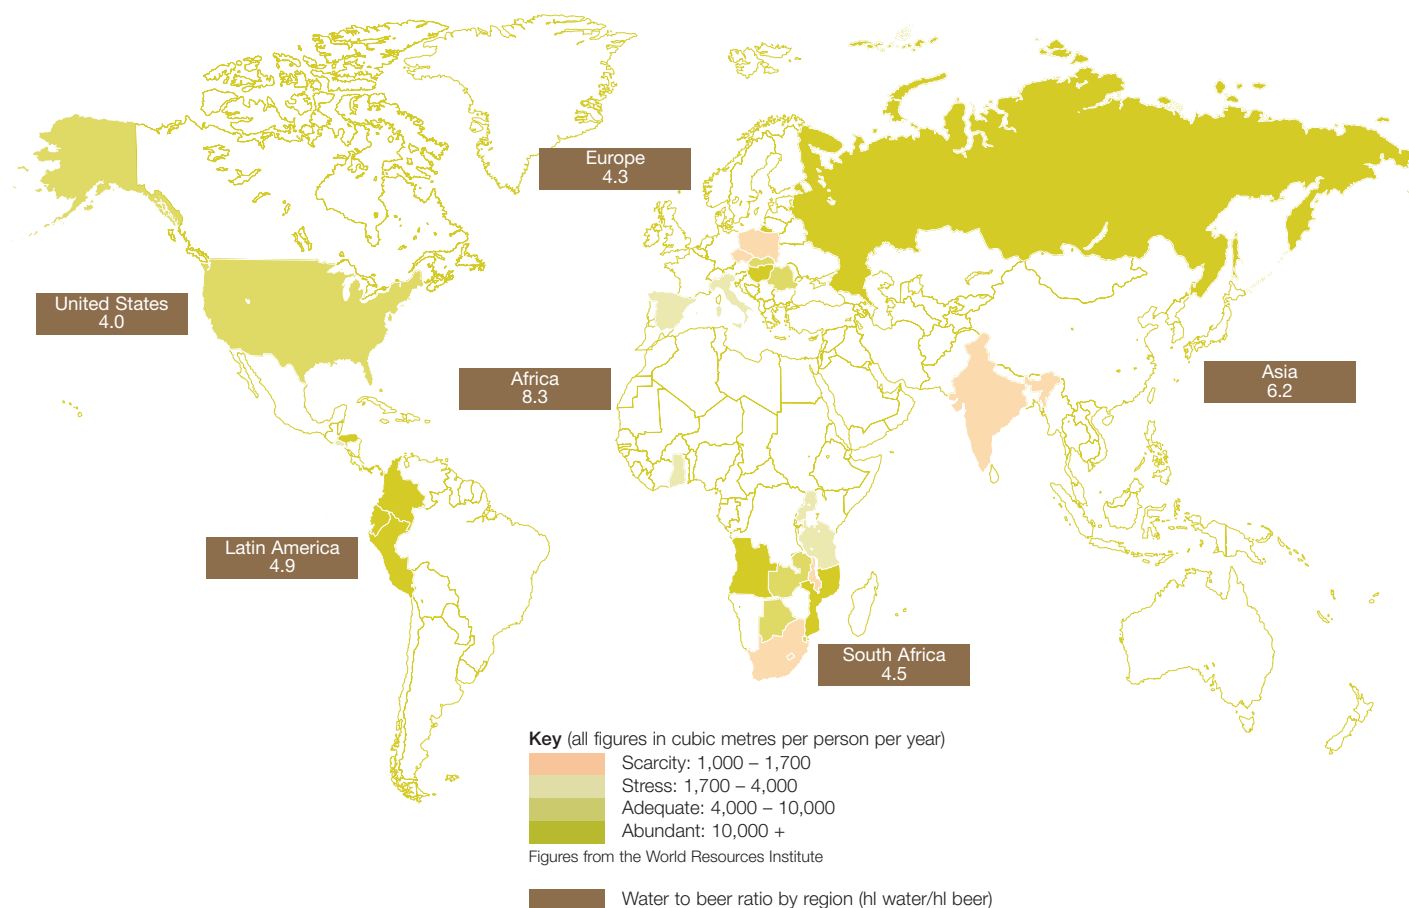 Europe
4.3
United States
4.0
Africa
8.3
Asia
6.2
Latin America
4.9
South Africa
4.5
Key (all figures in cubic metres per person per year)
Scarcity: 1,000 – 1,700
Stress: 1,700 – 4,000
Adequate: 4,000 – 10,000
Abundant: 10,000 +
Figures from the World Resources Institute
Water to beer ratio by region (hl water/hl beer)